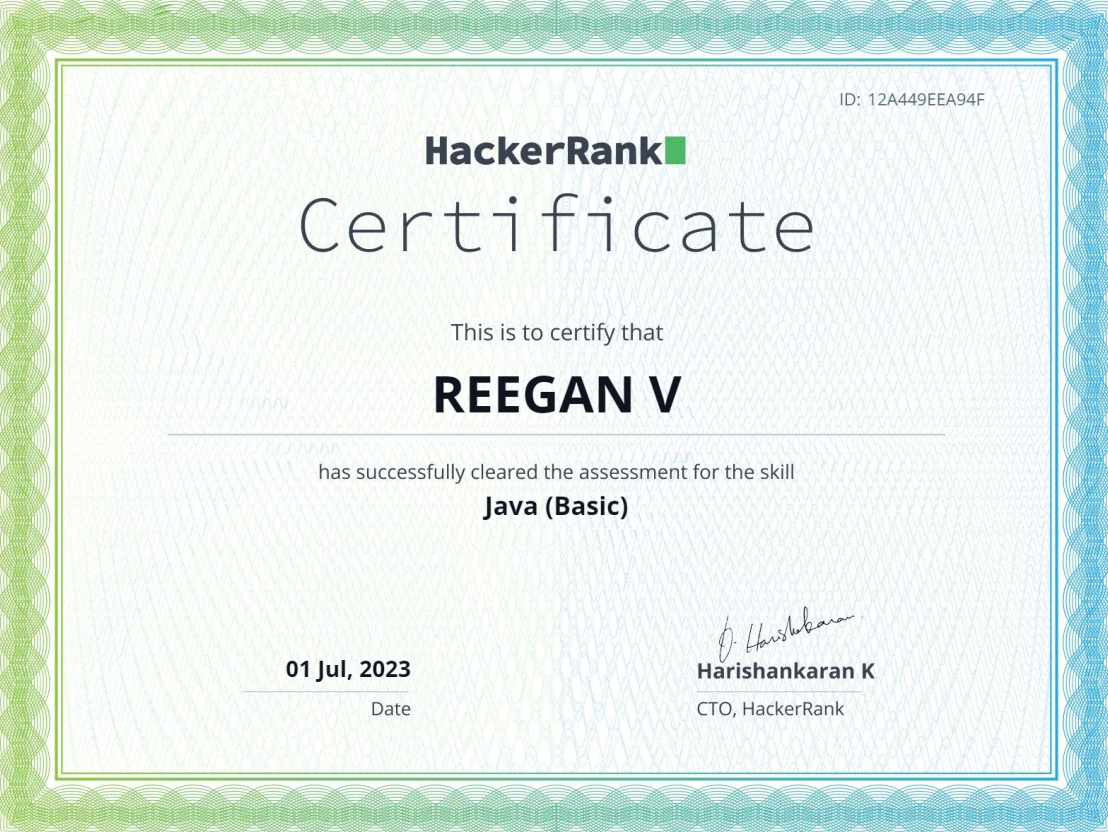 ID: 12A449EEA94F
HackerRank
Certificate
This is to certify that
REEGAN V
has successfully cleared the assessment for the skill
Java (Basic)
01 Jul, 2023
Date
Harishankaran K
CTO, HackerRank